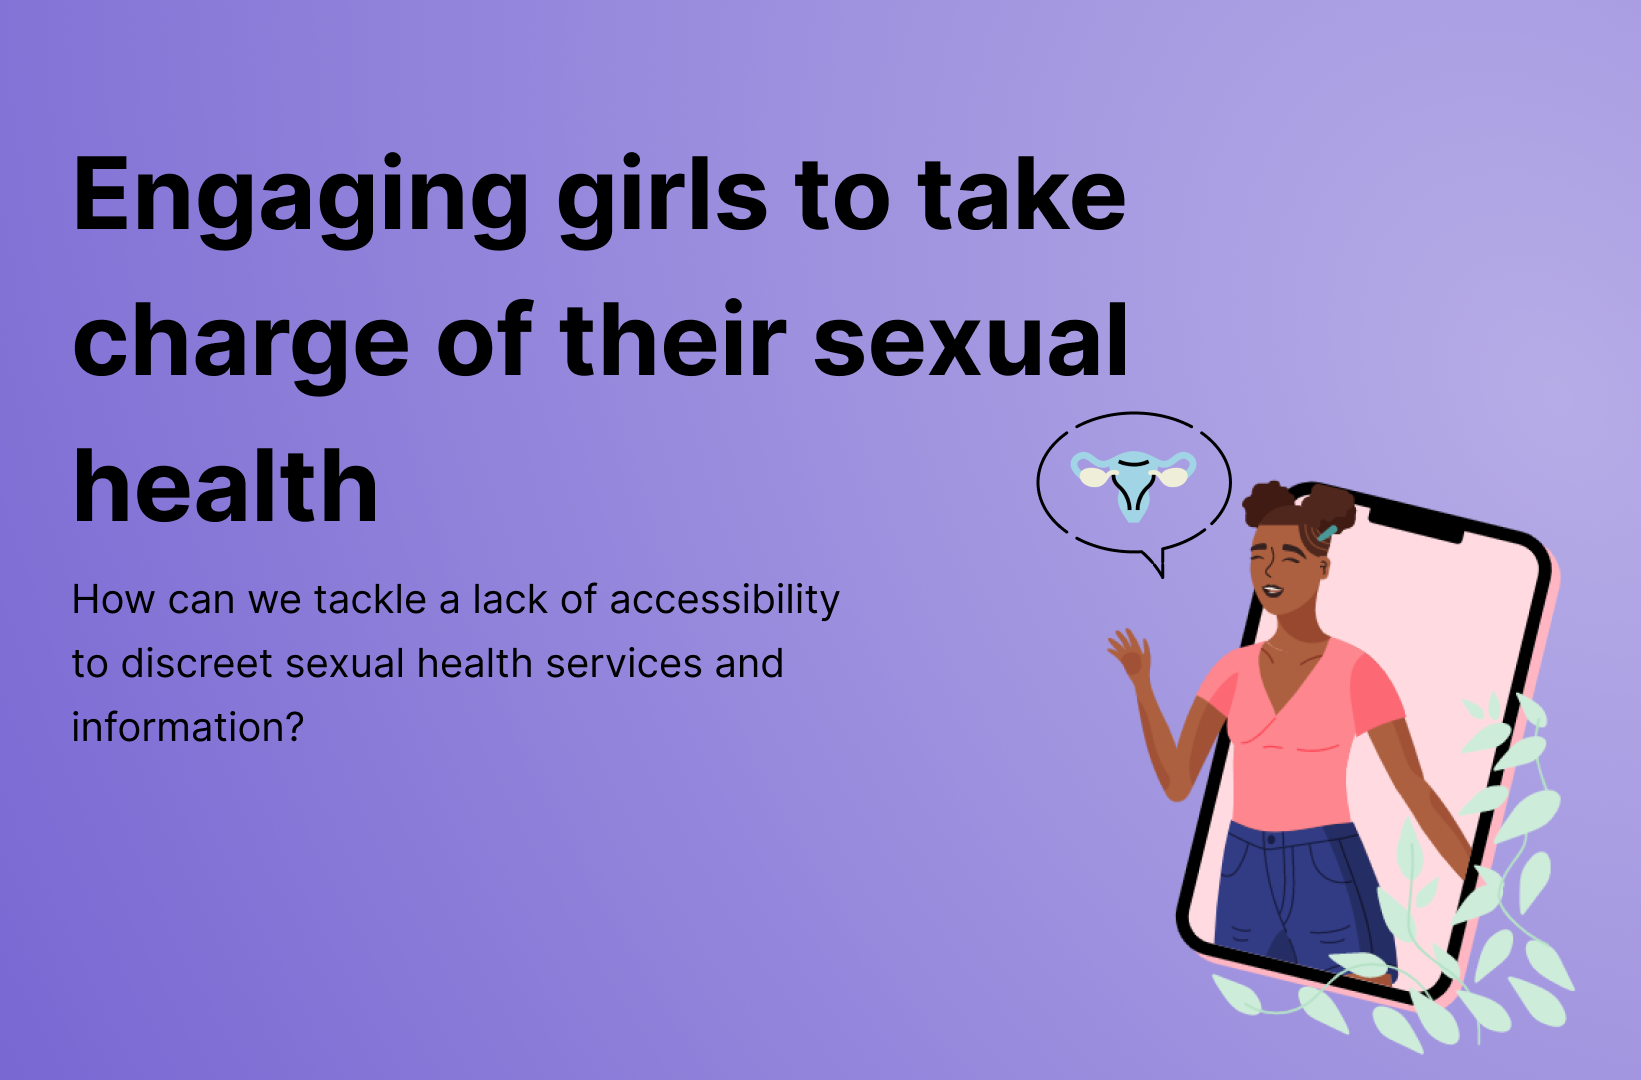 Engaging girls to take
charge of their sexual
health
How can we tackle a lack of accessibility
to discreet sexual health services and
information?